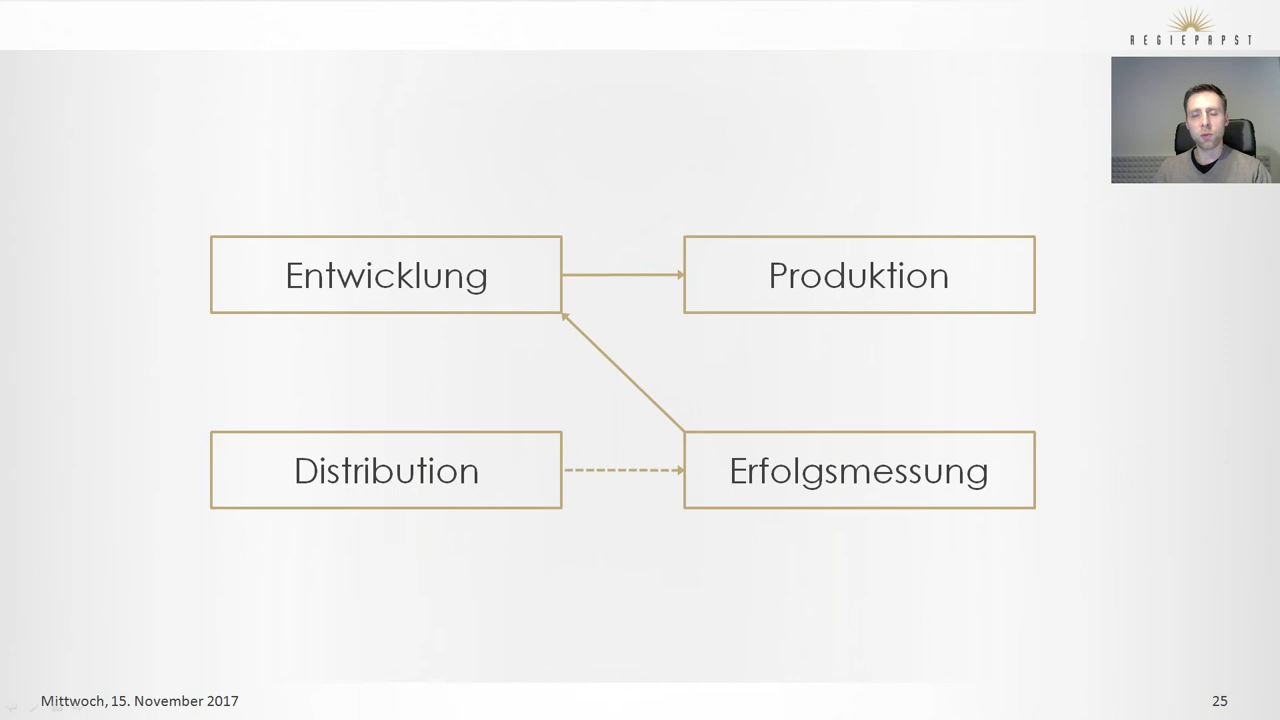 REGIEPAPST
Entwicklung
Produktion
Distribution
Erfolgsmessung
Mittwoch, 15. November 2017
25